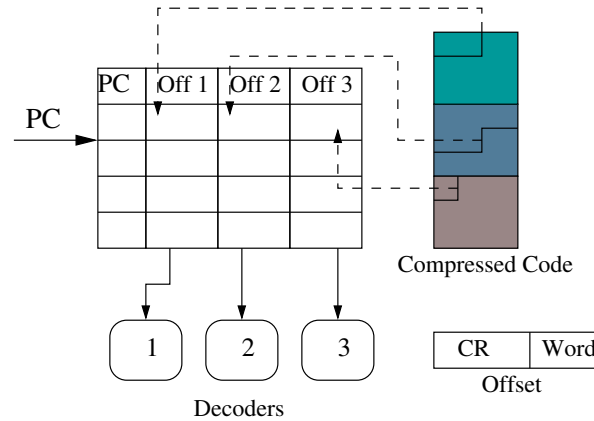 PC Off 1 Off 2 Off 3
PC
Compressed Code
1 2 3
CR Word
Offset
Decoders